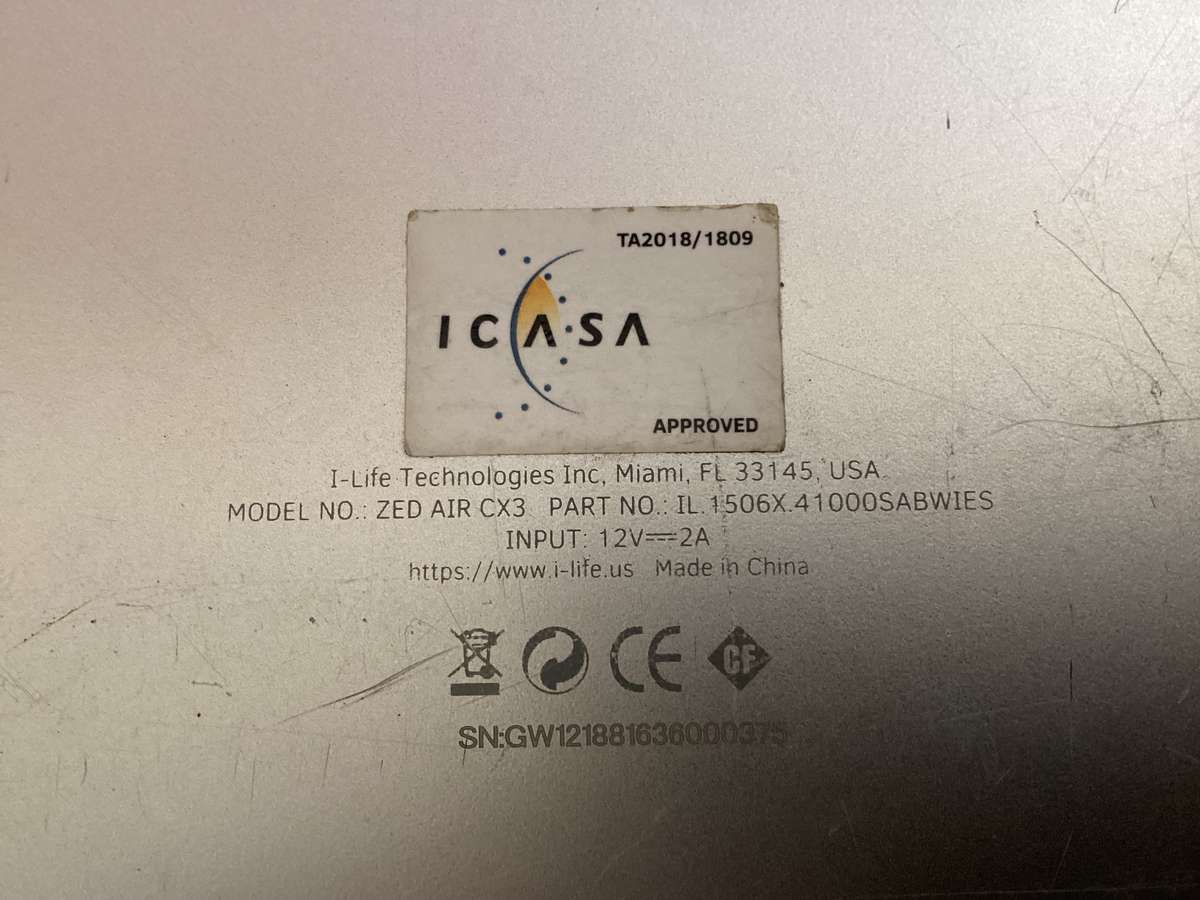 TA2018/1809
ICASA
APPROVED
I-Life Technologies Inc, Miami, FL 33145, USA.
MODEL NO.: ZED AIR CX3 PART NO.: IL.1506X.41000SABWIES
INPUT: 12V⎓2A
https://www.i-life.us Made in China
CE CF
SN:GW121881636000375